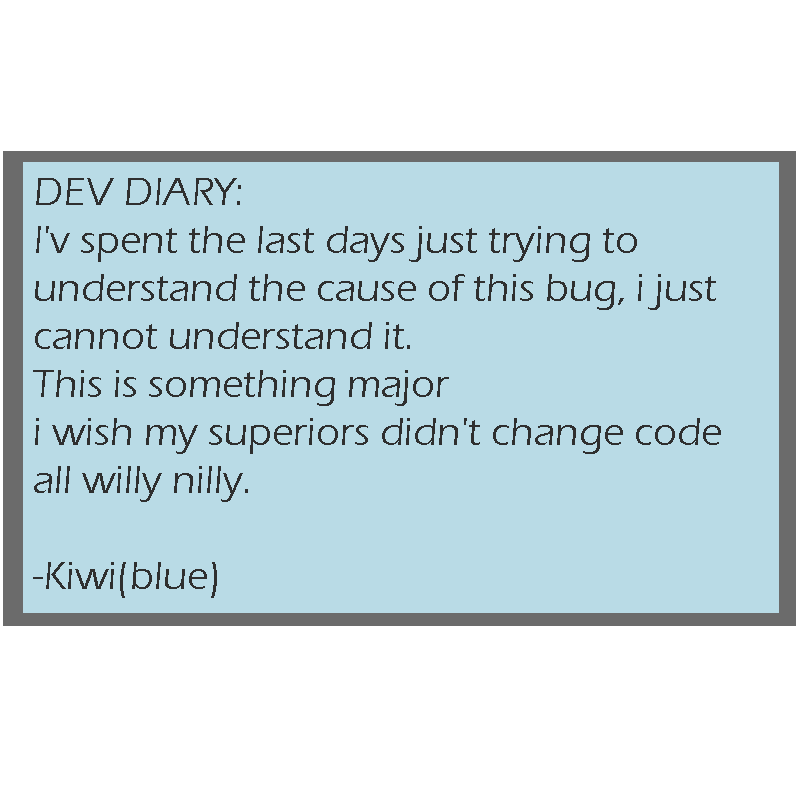 DEV DIARY:
I'v spent the last days just trying to
understand the cause of this bug, i just
cannot understand it.
This is something major
i wish my superiors didn't change code
all willy nilly.
-Kiwi(blue)